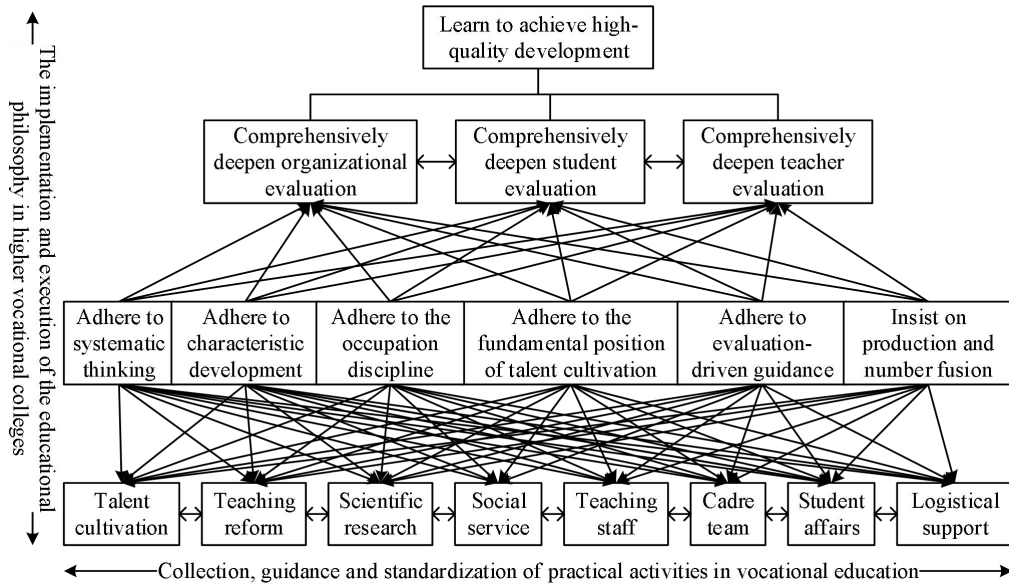 Learn to achieve high-
quality development
Comprehensively
deepen organizational
evaluation
Comprehensively
deepen student
evaluation
Comprehensively
deepen teacher
evaluation
The implementation and execution of the educational
philosophy in higher vocational colleges
Adhere to
systematic
thinking
Adhere to
characteristic
development
Adhere to the
occupation
discipline
Adhere to the
fundamental position
of talent cultivation
Adhere to
evaluation-
driven guidance
Insist on
production and
number fusion
Talent
cultivation
Teaching
reform
Scientific
research
Social
service
Teaching
staff
Cadre
team
Student
affairs
Logistical
support
Collection, guidance and standardization of practical activities in vocational education